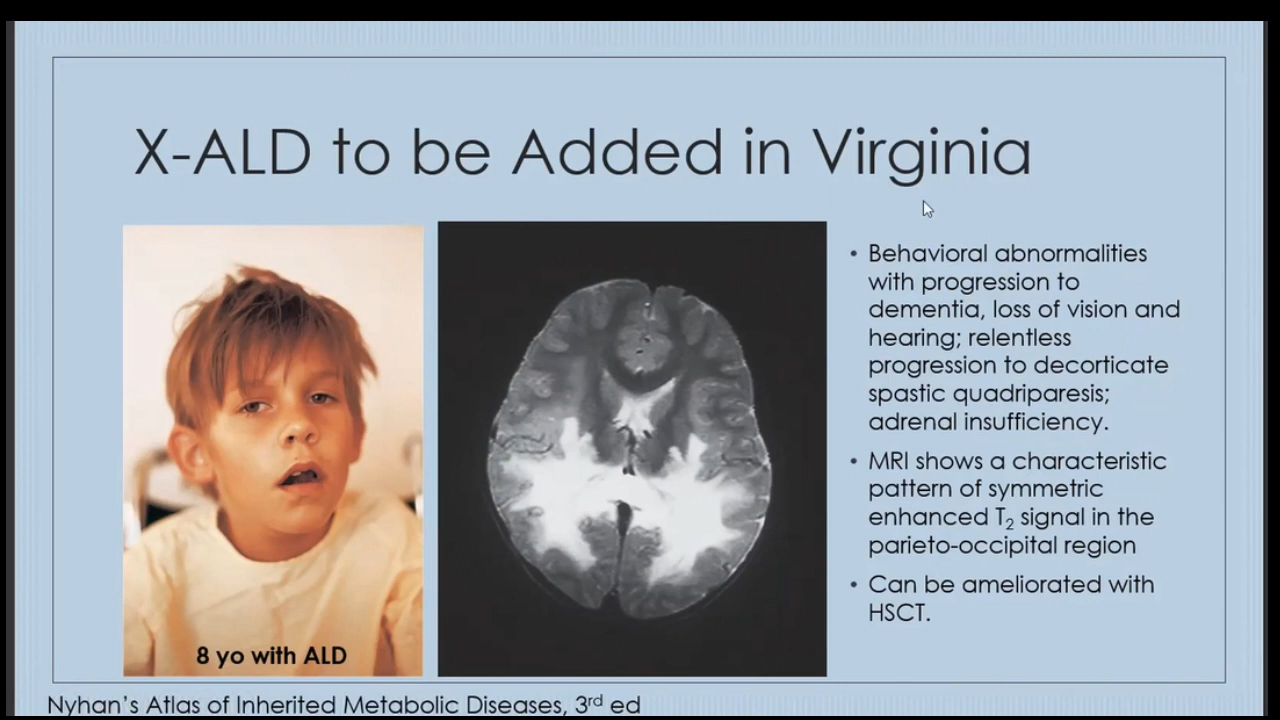 X-ALD to be Added in Virginia
• Behavioral abnormalities
with progression to
dementia, loss of vision and
hearing; relentless
progression to decorticate
spastic quadriparesis;
adrenal insufficiency.
• MRI shows a characteristic
pattern of symmetric
enhanced T₂ signal in the
parieto-occipital region
• Can be ameliorated with
HSCT.
8 yo with ALD
Nyhan's Atlas of Inherited Metabolic Diseases, 3rd ed